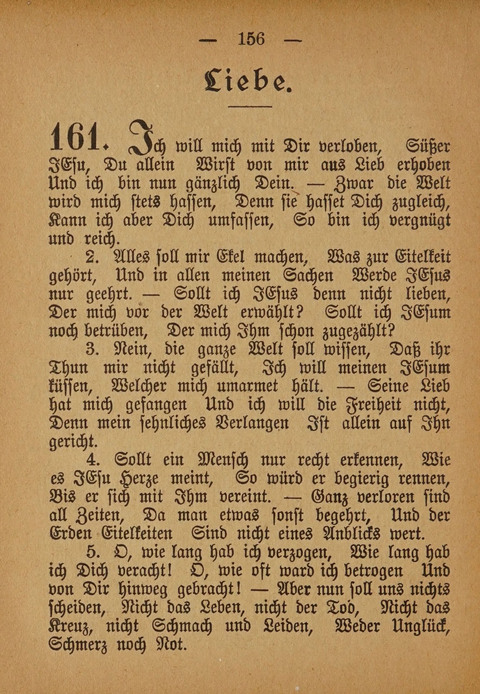 — 156 —
Liebe.
161. Ich will mich mit Dir verloben, Süßer
JEsu, Du allein Wirst von mir aus Lieb erhoben
Und ich bin nun gänzlich Dein. — Zwar die Welt
wird mich stets hassen, Denn sie hasset Dich zugleich,
Kann ich aber Dich umfassen, So bin ich vergnügt
und reich.
2. Alles soll mir Ekel machen, Was zur Eitelkeit
gehört, Und in allen meinen Sachen Werde JEsus
nur geehrt. — Sollt ich JEsus denn nicht lieben,
Der mich vor der Welt erwählt? Sollt ich JEsum
noch betrüben, Der mich Ihm schon zugezählt?
3. Nein, die ganze Welt soll wissen, Daß ihr
Thun mir nicht gefällt, Ich will meinen JEsum
küssen, Welcher mich umarmet hält. — Seine Lieb
hat mich gefangen Und ich will die Freiheit nicht,
Denn mein sehnliches Verlangen Ist allein auf Ihn
gericht.
4. Sollt ein Mensch nur recht erkennen, Wie
es JEsu Herze meint, So würd er begierig rennen,
Bis er sich mit Ihm vereint. — Ganz verloren sind
all Zeiten, Da man etwas sonst begehrt, Und der
Erden Eitelkeiten Sind nicht eines Anblicks wert.
5. O, wie lang hab ich verzogen, Wie lang hab
ich Dich veracht! O, wie oft ward ich betrogen Und
von Dir hinweg gebracht! — Aber nun soll uns nichts
scheiden, Nicht das Leben, nicht der Tod, Nicht das
Kreuz, nicht Schmach und Leiden, Weder Unglück,
Schmerz noch Not.